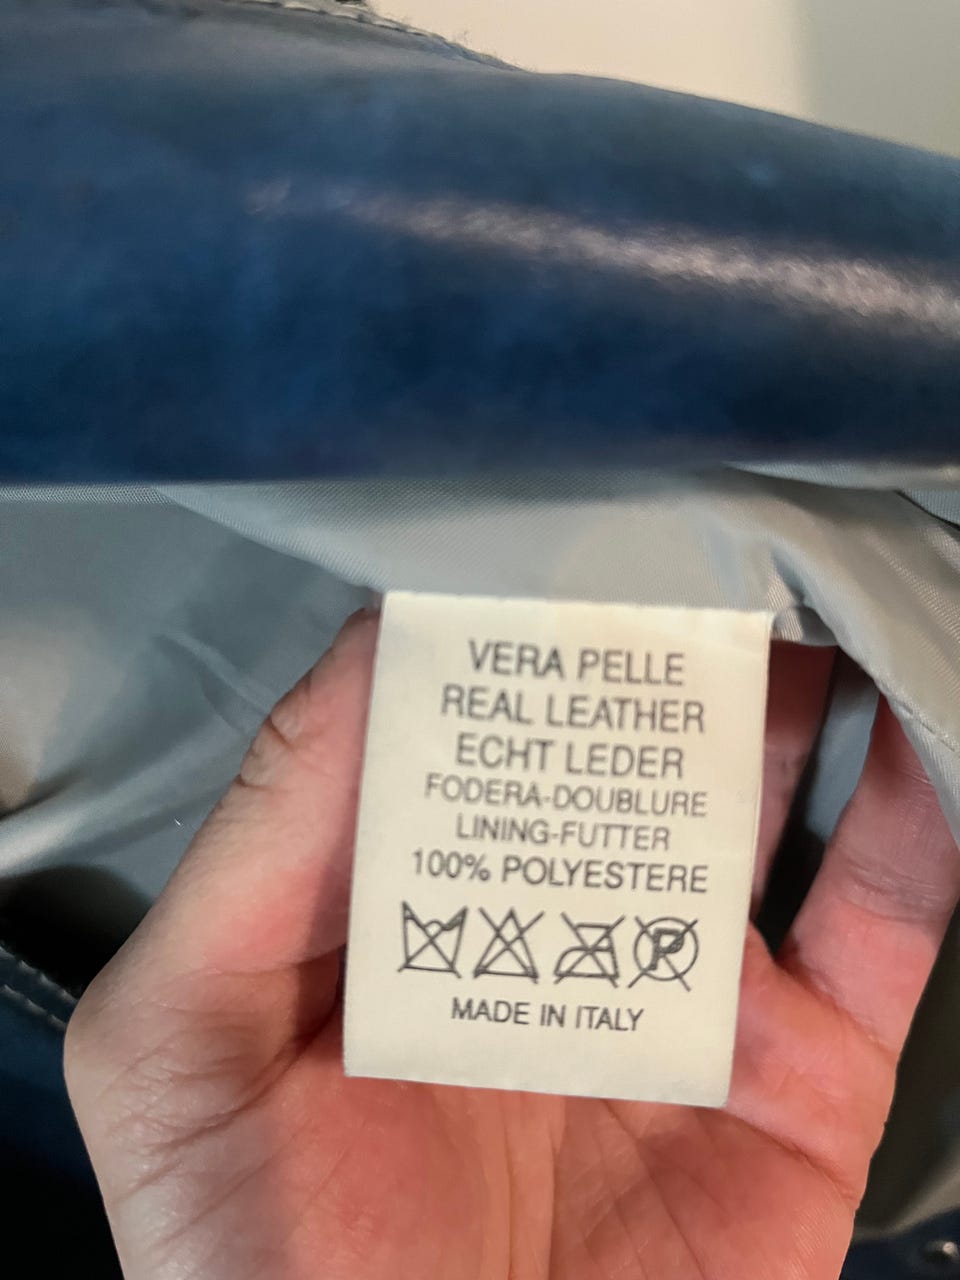 VERA PELLE
REAL LEATHER
ECHT LEDER
FODERA-DOUBLURE
LINING-FUTTER
100% POLYESTERE
P
MADE IN ITALY